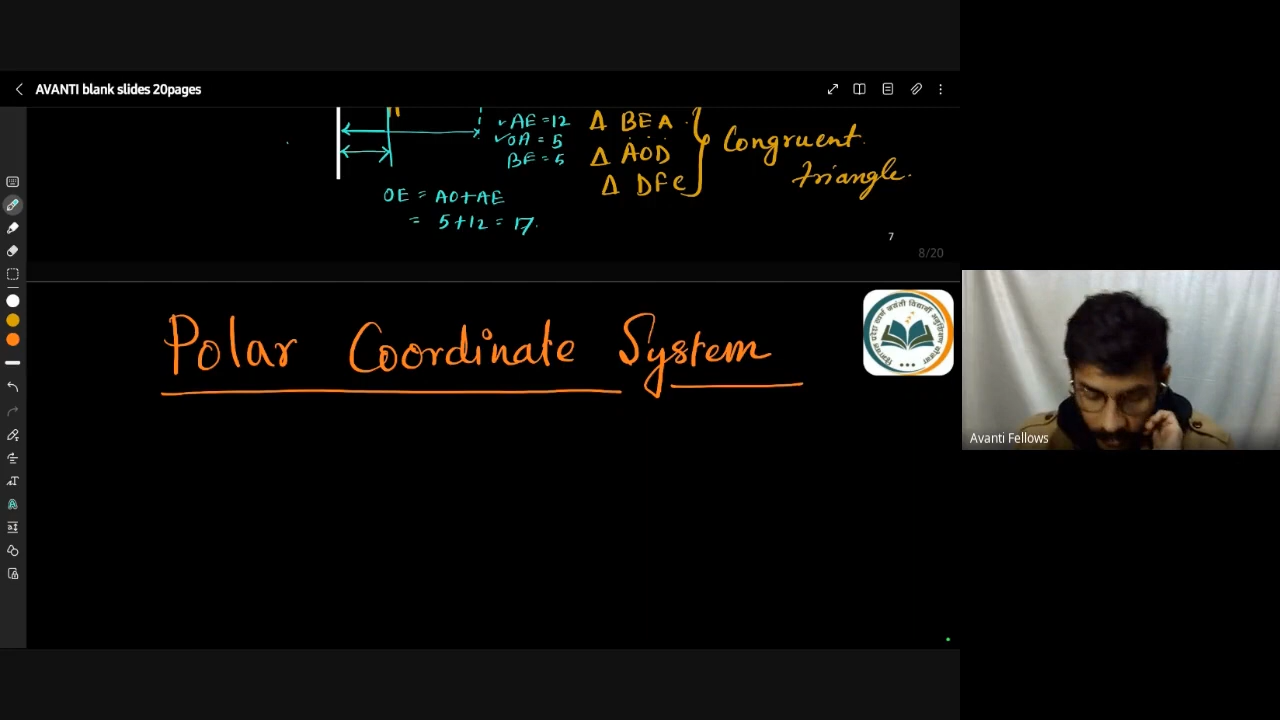 AVANTI blank slides 20pages
✓AE = 12
✓OA = 5
BE = 5
Δ BEA
Δ AOD
Δ DFC
Congruent
triangle.
OE = AO+AE
= 5+12 = 17.
7
8/20
Polar Coordinate System
Avanti Fellows